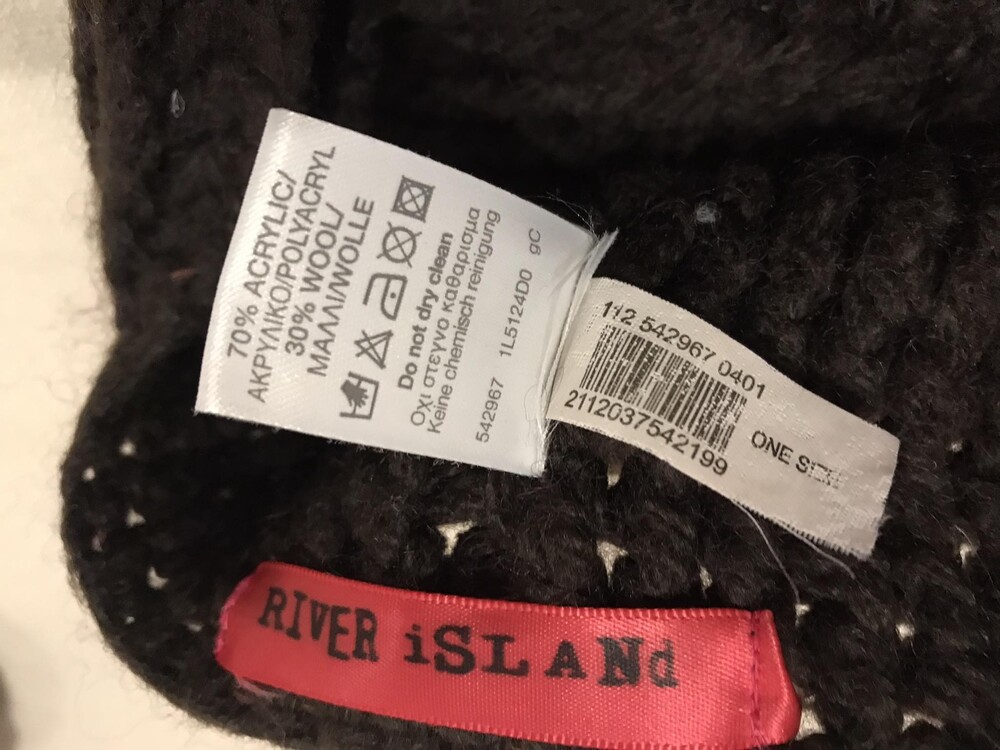 70% ACRYLIC/
ΑΚΡΥΛΙΚΟ/POLYACRYL
30% WOOL/
ΜΑΛΛΙ/WOLLE
Do not dry clean
Οχι στεγνο καθαρισμα
Keine chemisch reinigung
542967 1L5124D0 gC
112 542967 0401
2112037542199
ONE SIZE
RIVER iSLANd